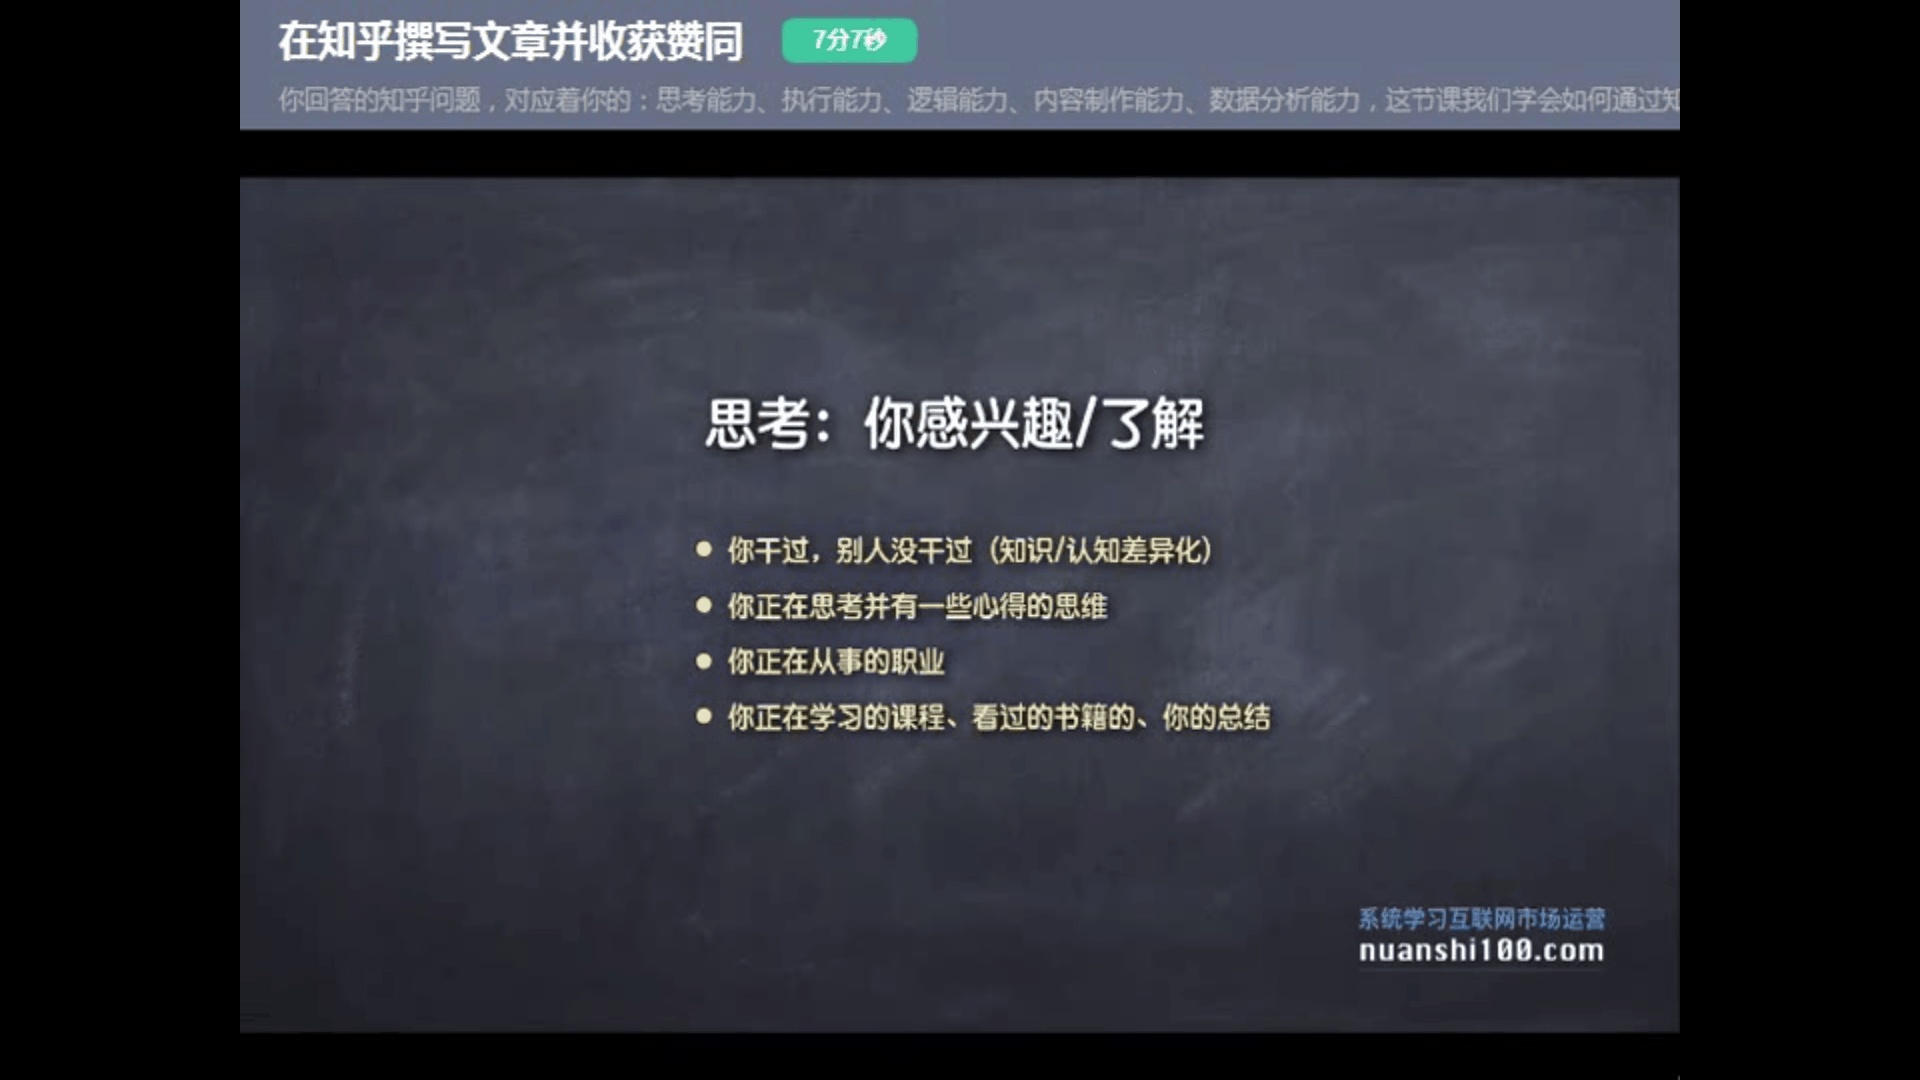 在知乎撰写文章并收获赞同 7分7秒
你回答的知乎问题，对应着你的：思考能力、执行能力、逻辑能力、内容制作能力、数据分析能力，这节课我们学会如何通过知
思考：你感兴趣/了解
你干过，别人没干过（知识/认知差异化）
你正在思考并有一些心得的思维
你正在从事的职业
你正在学习的课程、看过的书籍的、你的总结
系统学习互联网市场运营
nuanshi100.com